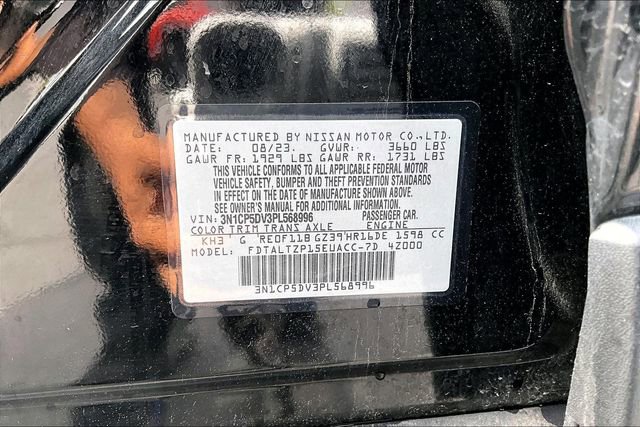 MANUFACTURED BY NISSAN MOTOR CO.,LTD.
DATE: 08/23 GVWR: 3660 LBS
GAWR FR: 1929 LBS GAWR RR: 1731 LBS
THIS VEHICLE CONFORMS TO ALL APPLICABLE FEDERAL MOTOR
VEHICLE SAFETY, BUMPER AND THEFT PREVENTION STANDARDS
IN EFFECT ON THE DATE OF MANUFACTURE SHOWN ABOVE.
SEE OWNER'S MANUAL FOR ADDITIONAL INFORMATION
VIN: 3N1CP5DV3PL568996 PASSENGER CAR.
COLOR TRIM TRANS AXLE ENGINE
KH3 G RE0F11B GZ39 HR16DE 1598 CC
MODEL: FDTALTZP15EUACC-7D 4Z000
3N1CP5DV3PL568996